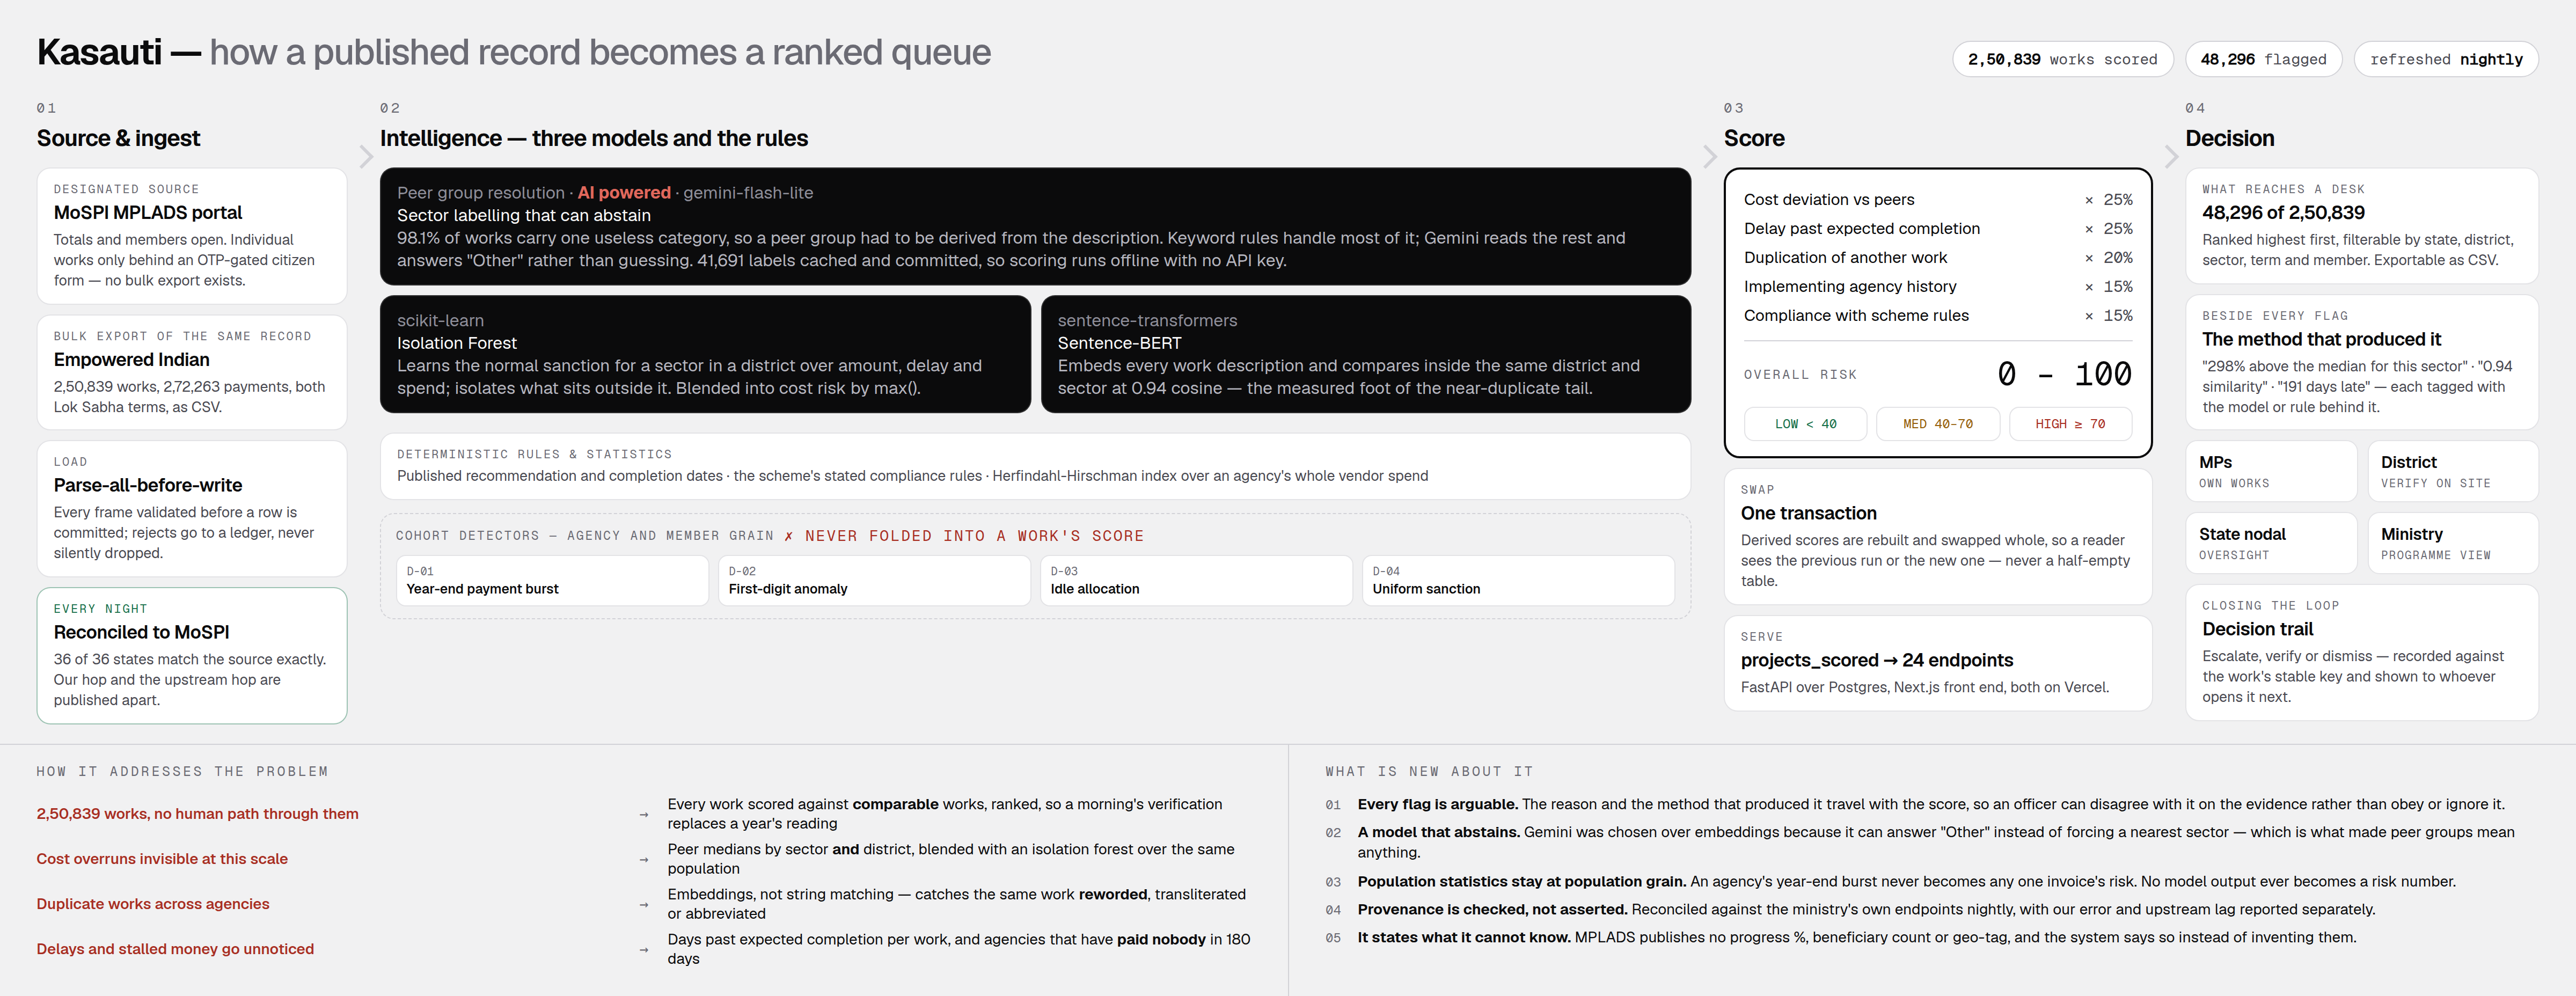 Kasauti — how a published record becomes a ranked queue
2,50,839 works scored
48,296 flagged
refreshed nightly
01
Source & ingest
DESIGNATED SOURCE
MoSPI MPLADS portal
Totals and members open. Individual
works only behind an OTP-gated citizen
form — no bulk export exists.
BULK EXPORT OF THE SAME RECORD
Empowered Indian
2,50,839 works, 2,72,263 payments, both
Lok Sabha terms, as CSV.
LOAD
Parse-all-before-write
Every frame validated before a row is
committed; rejects go to a ledger, never
silently dropped.
EVERY NIGHT
Reconciled to MoSPI
36 of 36 states match the source exactly.
Our hop and the upstream hop are
published apart.
02
Intelligence — three models and the rules
Peer group resolution · AI powered · gemini-flash-lite
Sector labelling that can abstain
98.1% of works carry one useless category, so a peer group had to be derived from the description. Keyword rules handle most of it; Gemini reads the rest and
answers "Other" rather than guessing. 41,691 labels cached and committed, so scoring runs offline with no API key.
scikit-learn
Isolation Forest
Learns the normal sanction for a sector in a district over amount, delay and
spend; isolates what sits outside it. Blended into cost risk by max().
sentence-transformers
Sentence-BERT
Embeds every work description and compares inside the same district and
sector at 0.94 cosine — the measured foot of the near-duplicate tail.
DETERMINISTIC RULES & STATISTICS
Published recommendation and completion dates · the scheme's stated compliance rules · Herfindahl-Hirschman index over an agency's whole vendor spend
COHORT DETECTORS — AGENCY AND MEMBER GRAIN ✗ NEVER FOLDED INTO A WORK'S SCORE
D-01
Year-end payment burst
D-02
First-digit anomaly
D-03
Idle allocation
D-04
Uniform sanction
03
Score
Cost deviation vs peers × 25%
Delay past expected completion × 25%
Duplication of another work × 20%
Implementing agency history × 15%
Compliance with scheme rules × 15%
OVERALL RISK 0 – 100
LOW < 40
MED 40–70
HIGH ≥ 70
SWAP
One transaction
Derived scores are rebuilt and swapped whole, so a reader
sees the previous run or the new one — never a half-empty
table.
SERVE
projects_scored → 24 endpoints
FastAPI over Postgres, Next.js front end, both on Vercel.
04
Decision
WHAT REACHES A DESK
48,296 of 2,50,839
Ranked highest first, filterable by state, district,
sector, term and member. Exportable as CSV.
BESIDE EVERY FLAG
The method that produced it
"298% above the median for this sector" · "0.94
similarity" · "191 days late" — each tagged with
the model or rule behind it.
MPs
OWN WORKS
District
VERIFY ON SITE
State nodal
OVERSIGHT
Ministry
PROGRAMME VIEW
CLOSING THE LOOP
Decision trail
Escalate, verify or dismiss — recorded against
the work's stable key and shown to whoever
opens it next.
HOW IT ADDRESSES THE PROBLEM
2,50,839 works, no human path through them
→
Every work scored against comparable works, ranked, so a morning's verification
replaces a year's reading
Cost overruns invisible at this scale
→
Peer medians by sector and district, blended with an isolation forest over the same
population
Duplicate works across agencies
→
Embeddings, not string matching — catches the same work reworded, transliterated
or abbreviated
Delays and stalled money go unnoticed
→
Days past expected completion per work, and agencies that have paid nobody in 180
days
WHAT IS NEW ABOUT IT
01 Every flag is arguable. The reason and the method that produced it travel with the score, so an officer can disagree with it on the evidence rather than obey or ignore it.
02 A model that abstains. Gemini was chosen over embeddings because it can answer "Other" instead of forcing a nearest sector — which is what made peer groups mean
anything.
03 Population statistics stay at population grain. An agency's year-end burst never becomes any one invoice's risk. No model output ever becomes a risk number.
04 Provenance is checked, not asserted. Reconciled against the ministry's own endpoints nightly, with our error and upstream lag reported separately.
05 It states what it cannot know. MPLADS publishes no progress %, beneficiary count or geo-tag, and the system says so instead of inventing them.